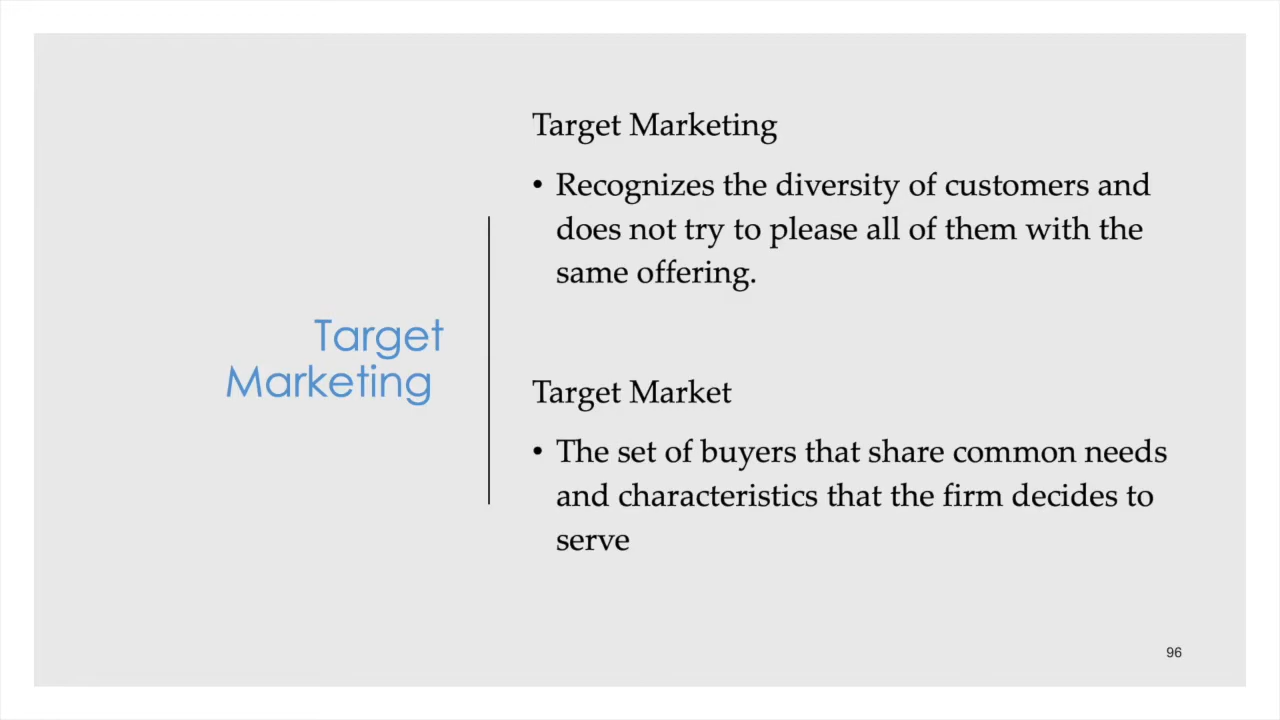 Target
Marketing
Target Marketing
• Recognizes the diversity of customers and
does not try to please all of them with the
same offering.
Target Market
• The set of buyers that share common needs
and characteristics that the firm decides to
serve
96